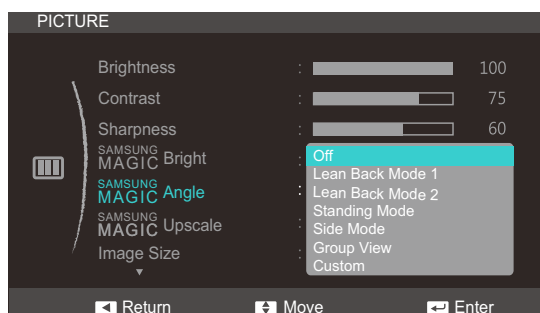 PICTURE
Brightness : 100
Contrast : 75
Sharpness : 60
SAMSUNG MAGIC Bright :
SAMSUNG MAGIC Angle :
SAMSUNG MAGIC Upscale :
Image Size :
Off
Lean Back Mode 1
Lean Back Mode 2
Standing Mode
Side Mode
Group View
Custom
Return Move Enter